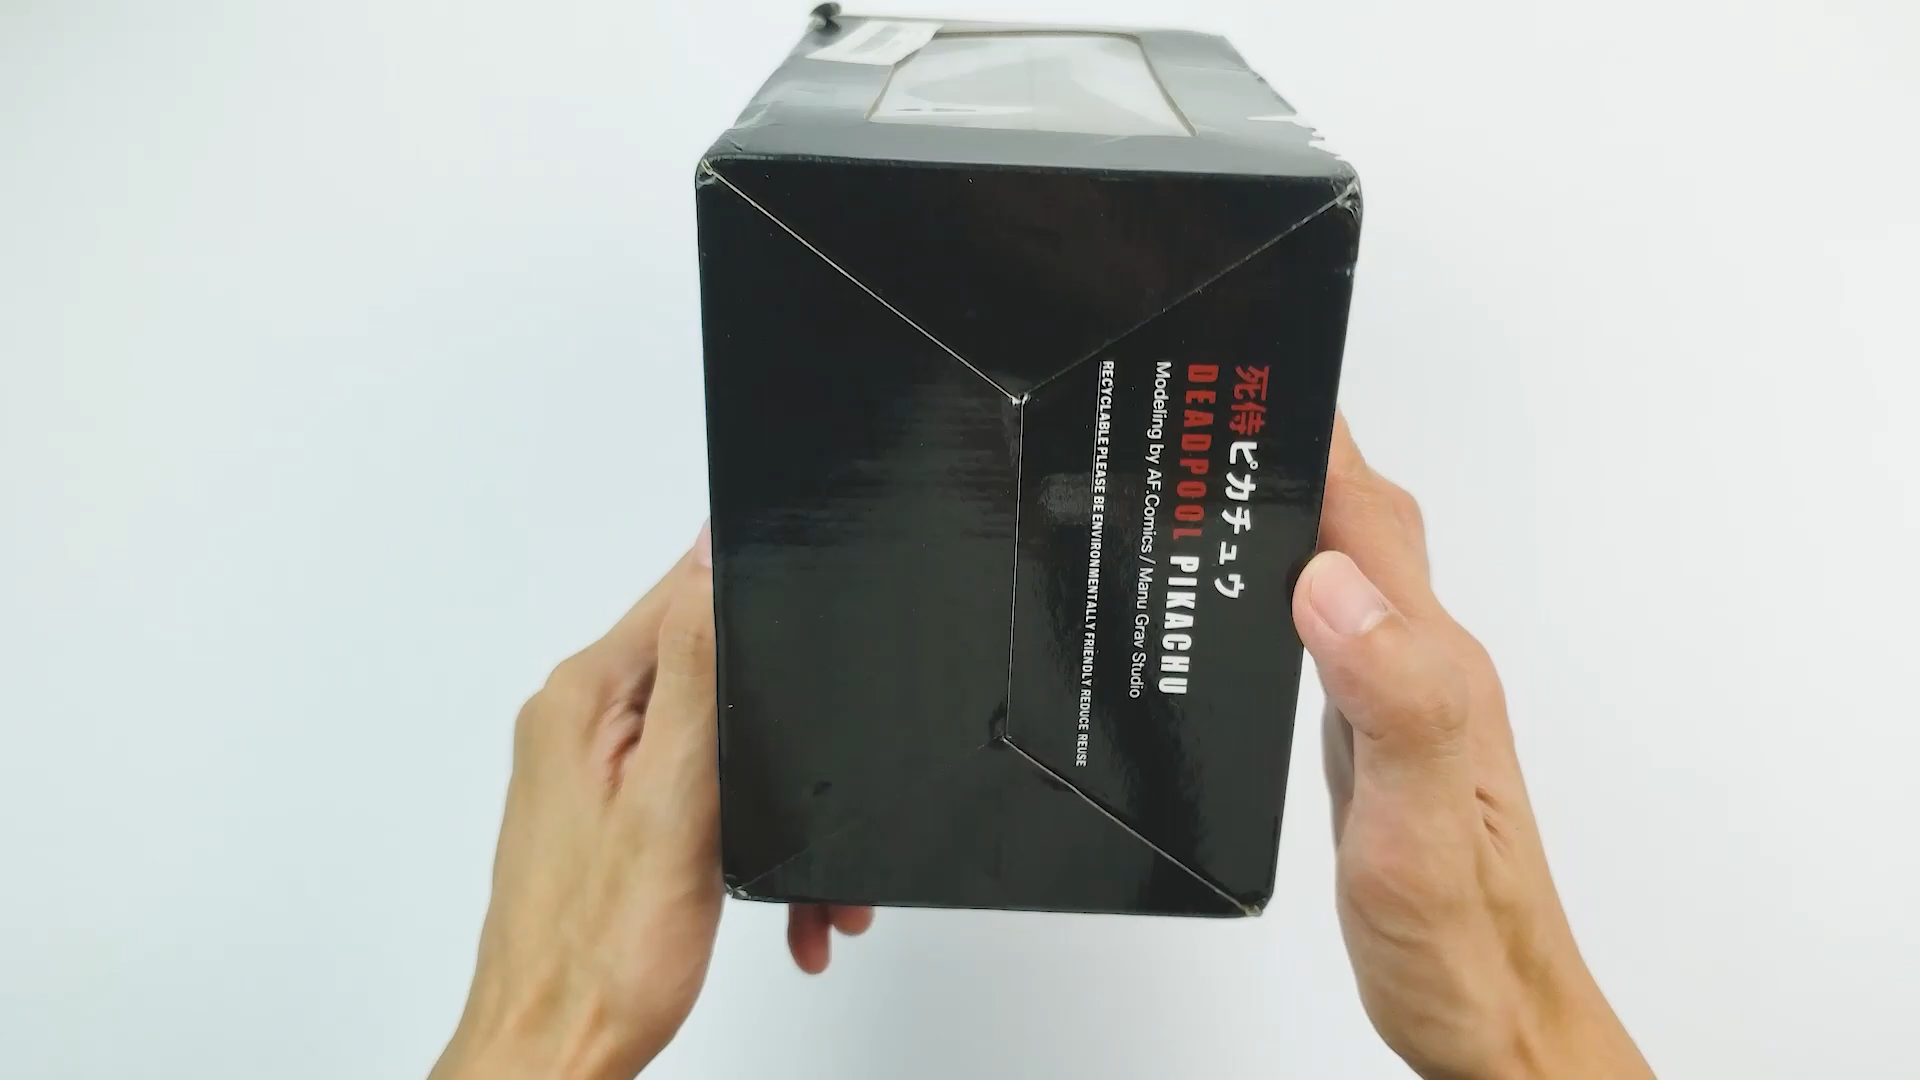 死侍ピカチュウ
DEADPOOL PIKACHU
Modeling by AF.Comics / Manu Grav Studio
RECYCLABLE PLEASE BE ENVIRONMENTALLY FRIENDLY REDUCE REUSE